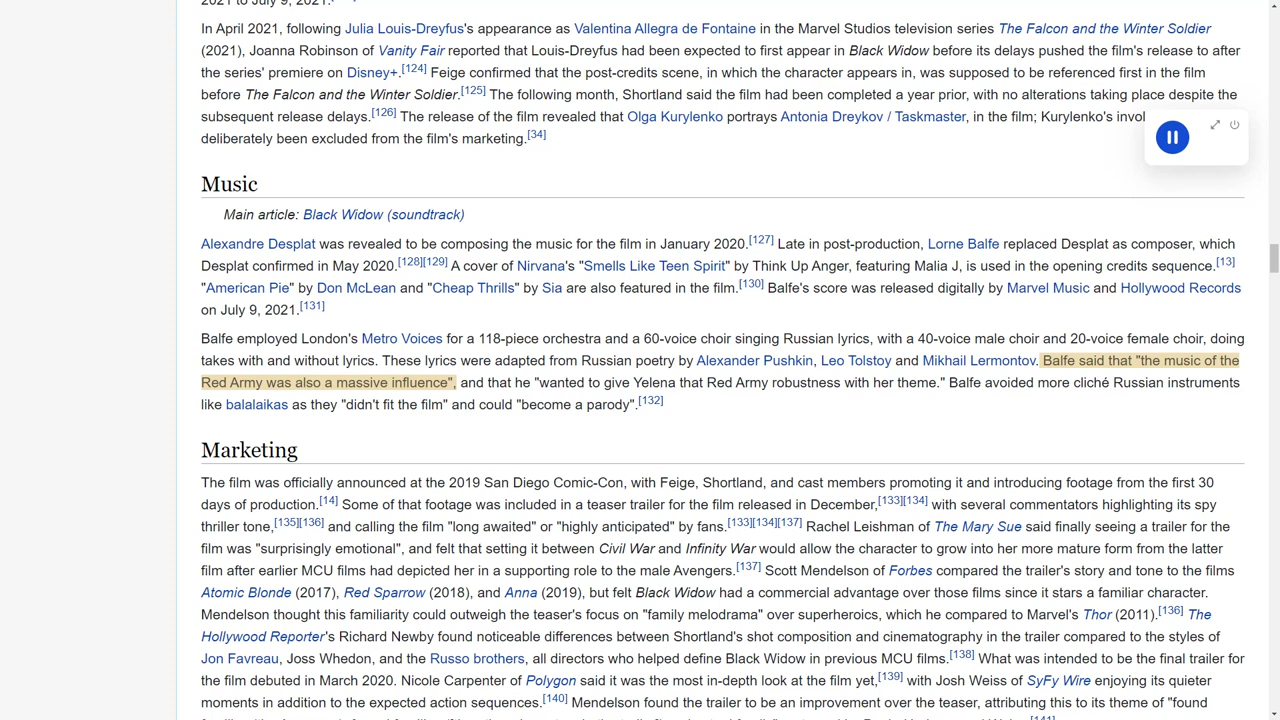 In April 2021, following Julia Louis-Dreyfus's appearance as Valentina Allegra de Fontaine in the Marvel Studios television series The Falcon and the Winter Soldier
(2021), Joanna Robinson of Vanity Fair reported that Louis-Dreyfus had been expected to first appear in Black Widow before its delays pushed the film's release to after
the series' premiere on Disney+.[124] Feige confirmed that the post-credits scene, in which the character appears in, was supposed to be referenced first in the film
before The Falcon and the Winter Soldier.[125] The following month, Shortland said the film had been completed a year prior, with no alterations taking place despite the
subsequent release delays.[126] The release of the film revealed that Olga Kurylenko portrays Antonia Dreykov / Taskmaster, in the film; Kurylenko's
deliberately been excluded from the film's marketing.[34]
Music
Main article: Black Widow (soundtrack)
Alexandre Desplat was revealed to be composing the music for the film in January 2020.[127] Late in post-production, Lorne Balfe replaced Desplat as composer, which
Desplat confirmed in May 2020.[128][129] A cover of Nirvana's "Smells Like Teen Spirit" by Think Up Anger, featuring Malia J, is used in the opening credits sequence.[13]
"American Pie" by Don McLean and "Cheap Thrills" by Sia are also featured in the film.[130] Balfe's score was released digitally by Marvel Music and Hollywood Records
on July 9, 2021.[131]
Balfe employed London's Metro Voices for a 118-piece orchestra and a 60-voice choir singing Russian lyrics, with a 40-voice male choir and 20-voice female choir, doing
takes with and without lyrics. These lyrics were adapted from Russian poetry by Alexander Pushkin, Leo Tolstoy and Mikhail Lermontov. Balfe said that "the music of the
Red Army was also a massive influence", and that he "wanted to give Yelena that Red Army robustness with her theme." Balfe avoided more cliché Russian instruments
like balalaikas as they "didn't fit the film" and could "become a parody".[132]
Marketing
The film was officially announced at the 2019 San Diego Comic-Con, with Feige, Shortland, and cast members promoting it and introducing footage from the first 30
days of production.[14] Some of that footage was included in a teaser trailer for the film released in December,[133][134] with several commentators highlighting its spy
thriller tone,[135][136] and calling the film "long awaited" or "highly anticipated" by fans.[133][134][137] Rachel Leishman of The Mary Sue said finally seeing a trailer for the
film was "surprisingly emotional", and felt that setting it between Civil War and Infinity War would allow the character to grow into her more mature form from the latter
film after earlier MCU films had depicted her in a supporting role to the male Avengers.[137] Scott Mendelson of Forbes compared the trailer's story and tone to the films
Atomic Blonde (2017), Red Sparrow (2018), and Anna (2019), but felt Black Widow had a commercial advantage over those films since it stars a familiar character.
Mendelson thought this familiarity could outweigh the teaser's focus on "family melodrama" over superheroics, which he compared to Marvel's Thor (2011).[136] The
Hollywood Reporter's Richard Newby found noticeable differences between Shortland's shot composition and cinematography in the trailer compared to the styles of
Jon Favreau, Joss Whedon, and the Russo brothers, all directors who helped define Black Widow in previous MCU films.[138] What was intended to be the final trailer for
the film debuted in March 2020. Nicole Carpenter of Polygon said it was the most in-depth look at the film yet,[139] with Josh Weiss of SyFy Wire enjoying its quieter
moments in addition to the expected action sequences.[140] Mendelson found the trailer to be an improvement over the teaser, attributing this to its theme of "found